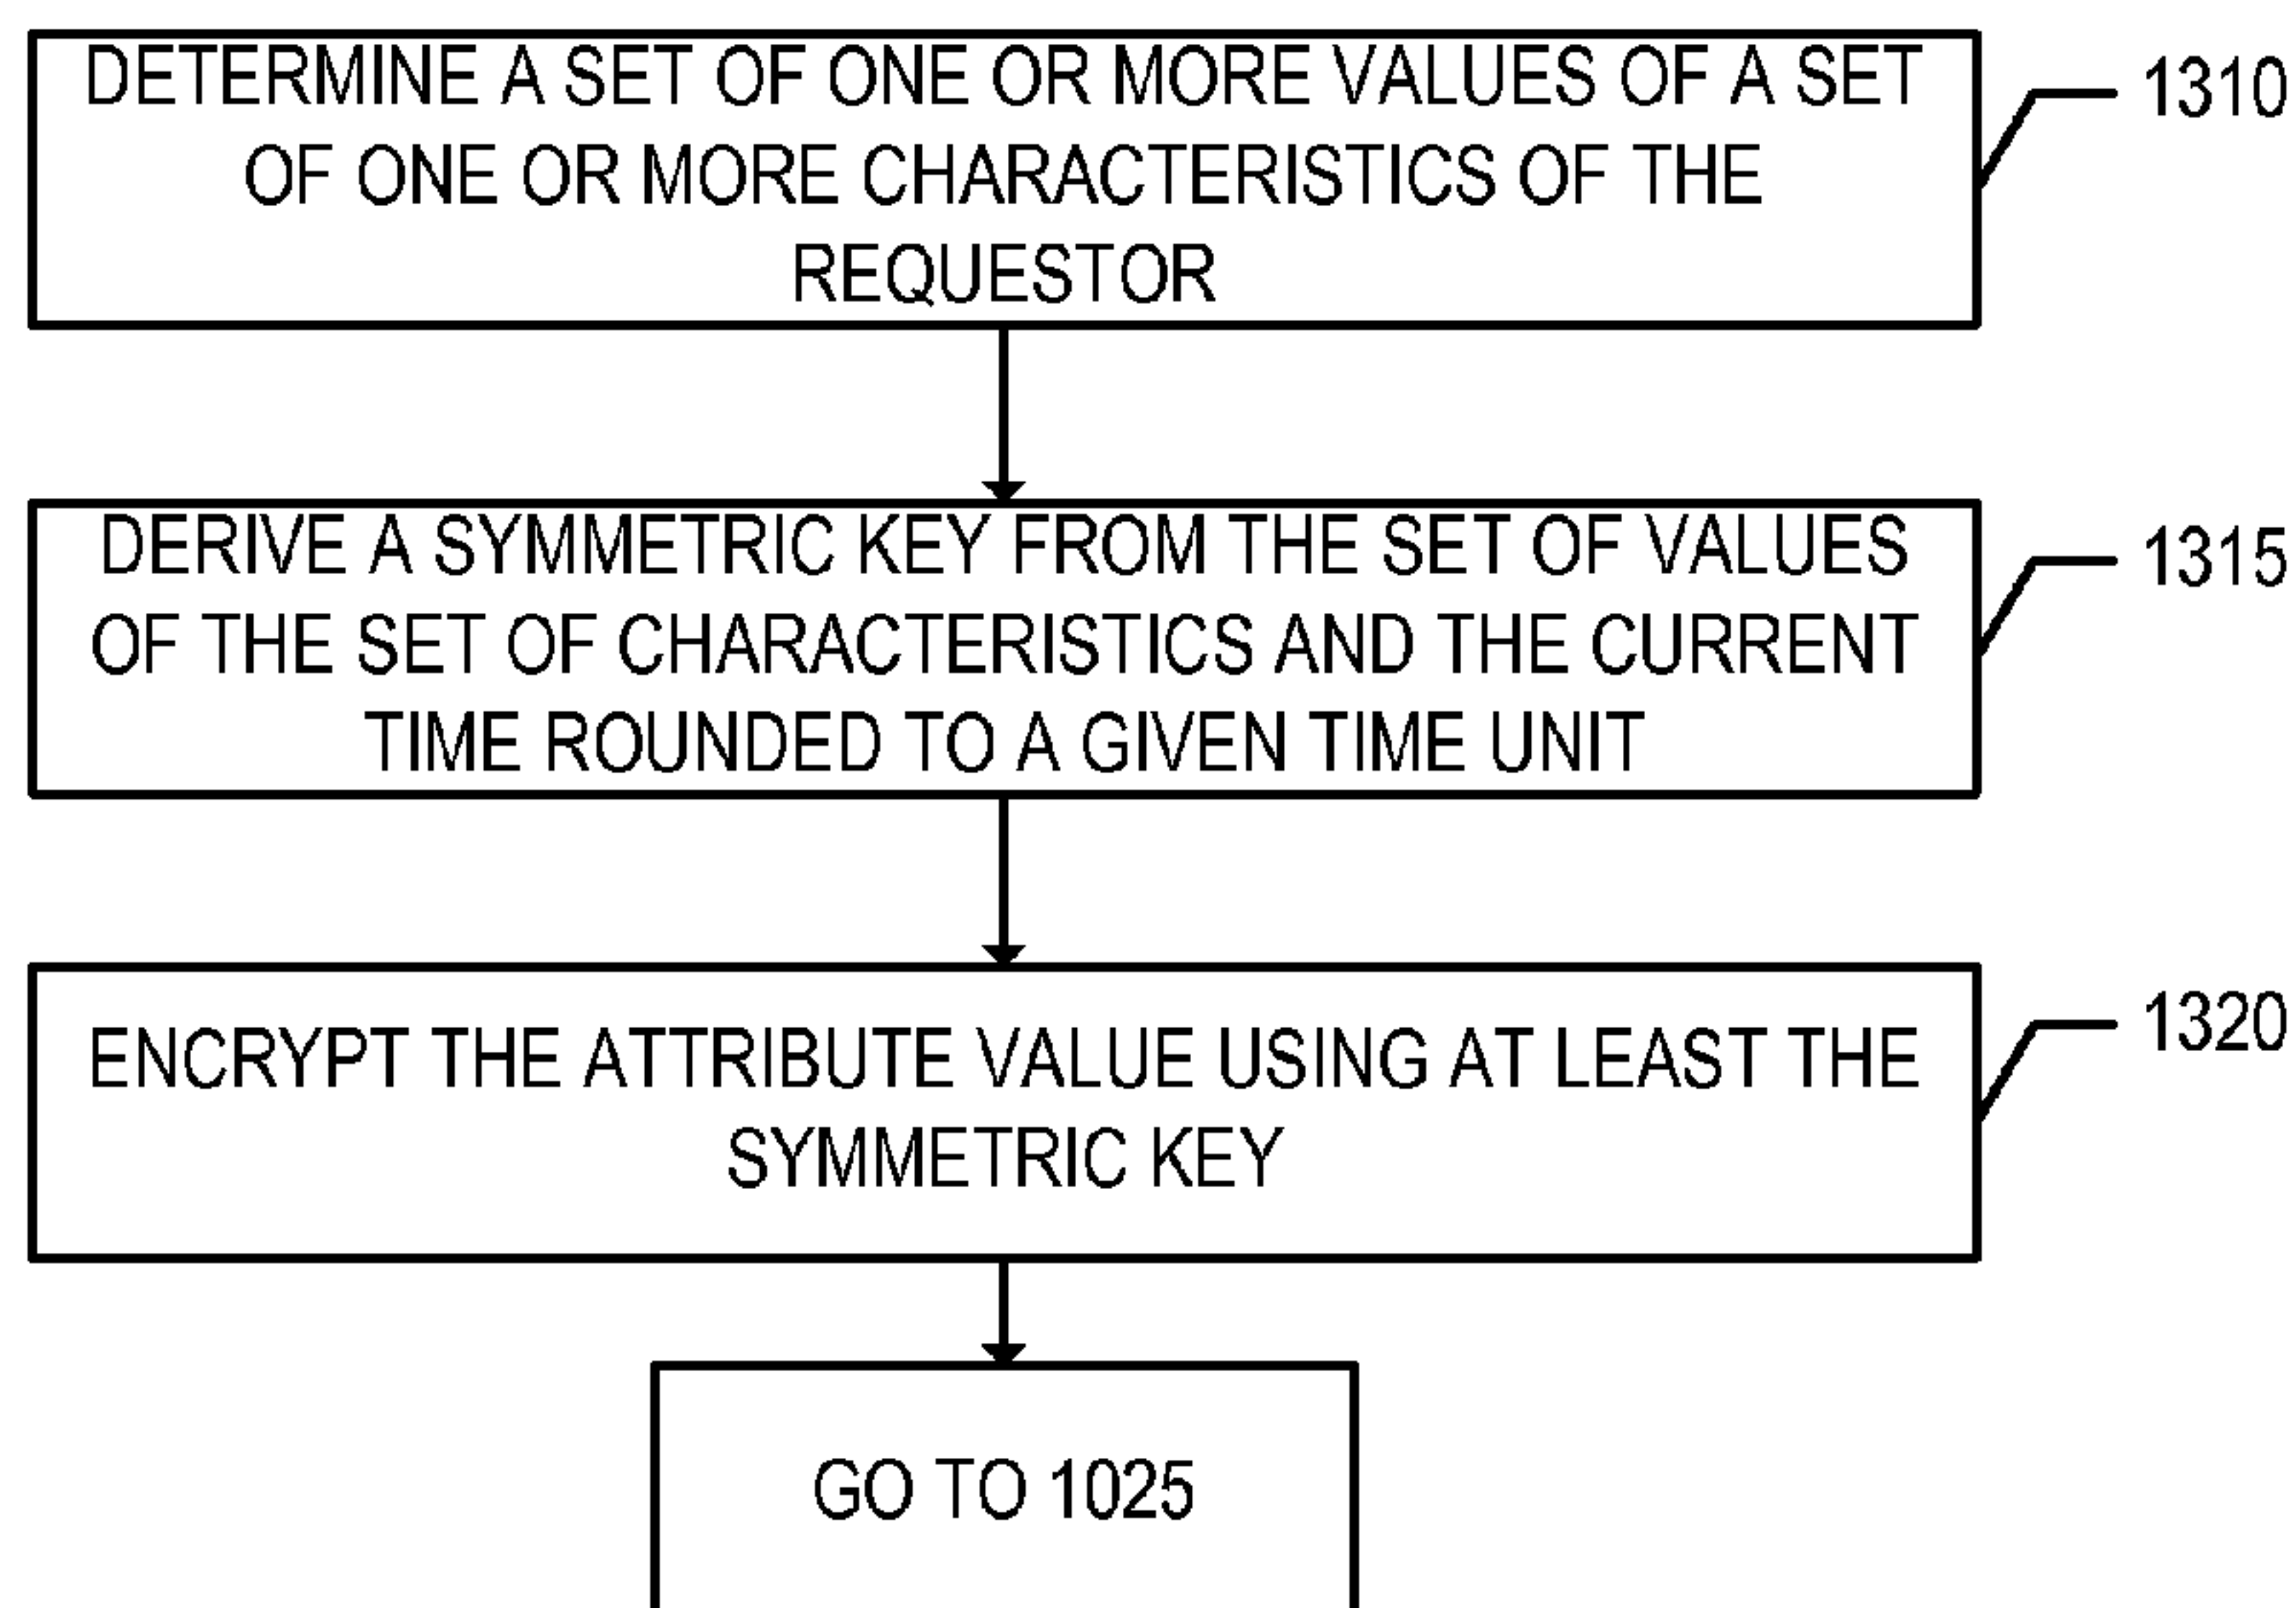 DETERMINE A SET OF ONE OR MORE VALUES OF A SET
OF ONE OR MORE CHARACTERISTICS OF THE
REQUESTOR
1310
DERIVE A SYMMETRIC KEY FROM THE SET OF VALUES
OF THE SET OF CHARACTERISTICS AND THE CURRENT
TIME ROUNDED TO A GIVEN TIME UNIT
1315
ENCRYPT THE ATTRIBUTE VALUE USING AT LEAST THE
SYMMETRIC KEY
1320
GO TO 1025